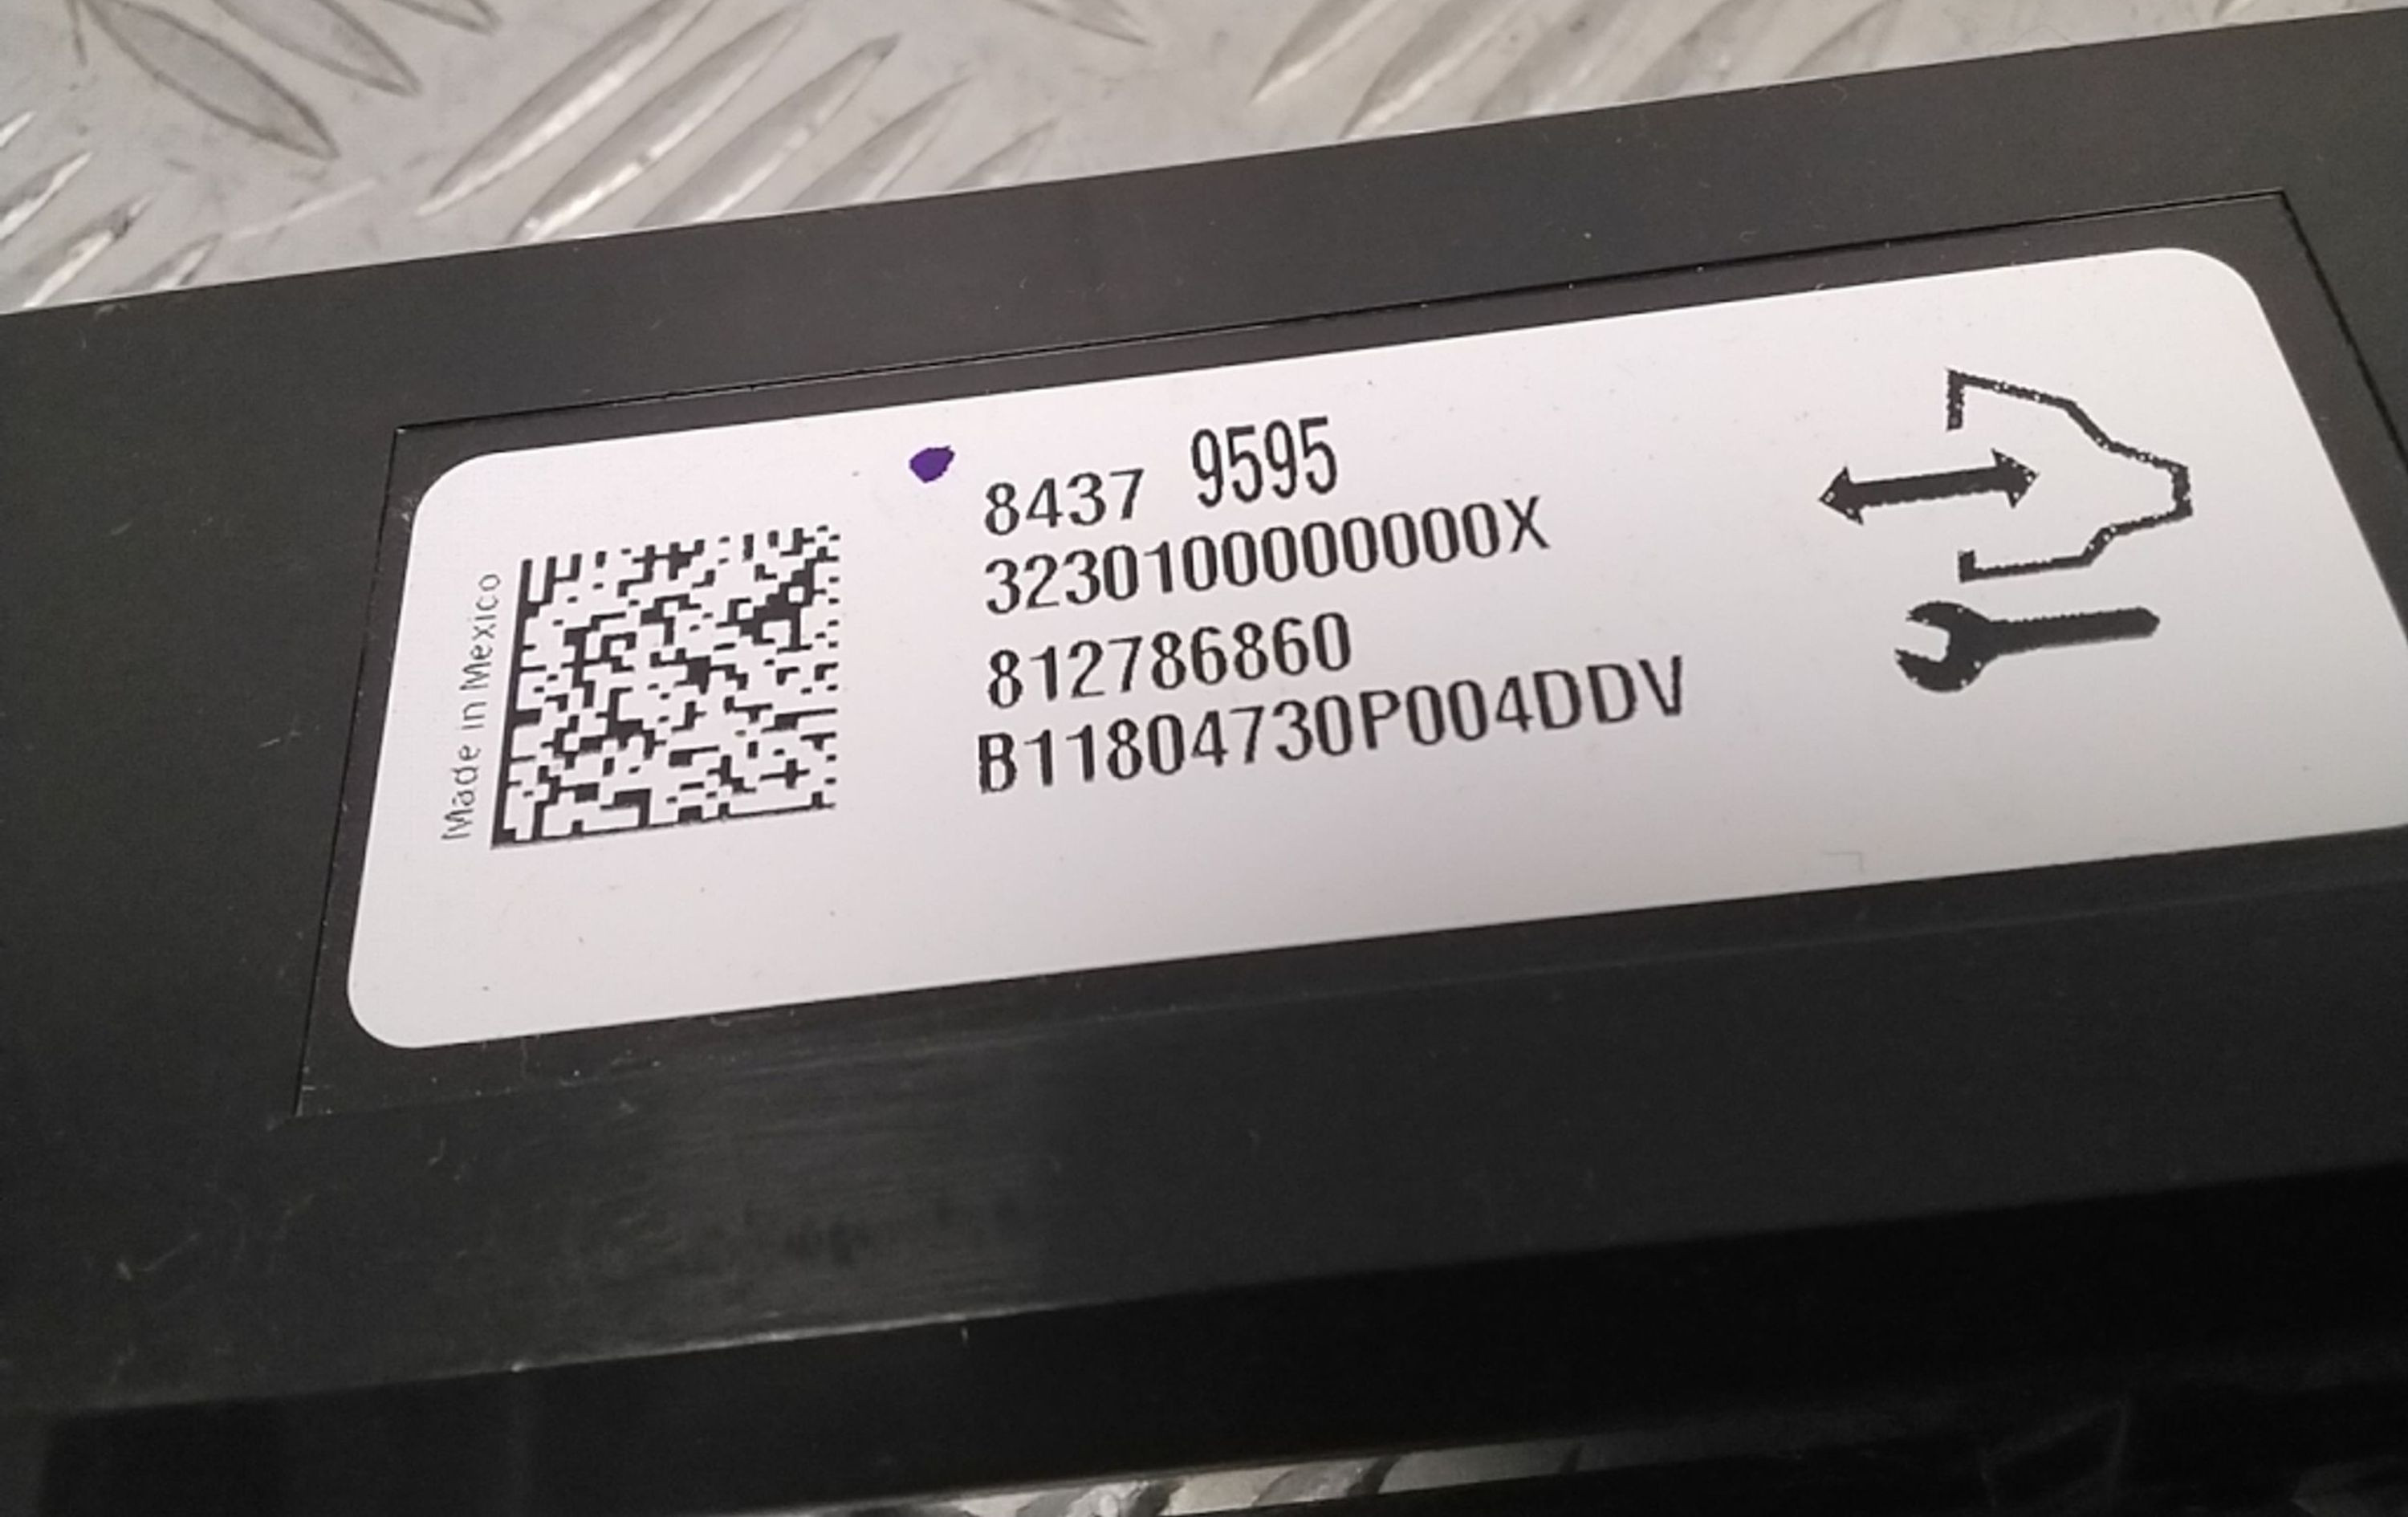 Made in Mexico
8437 9595
3230100000000X
812786860
B11804730P004DDV